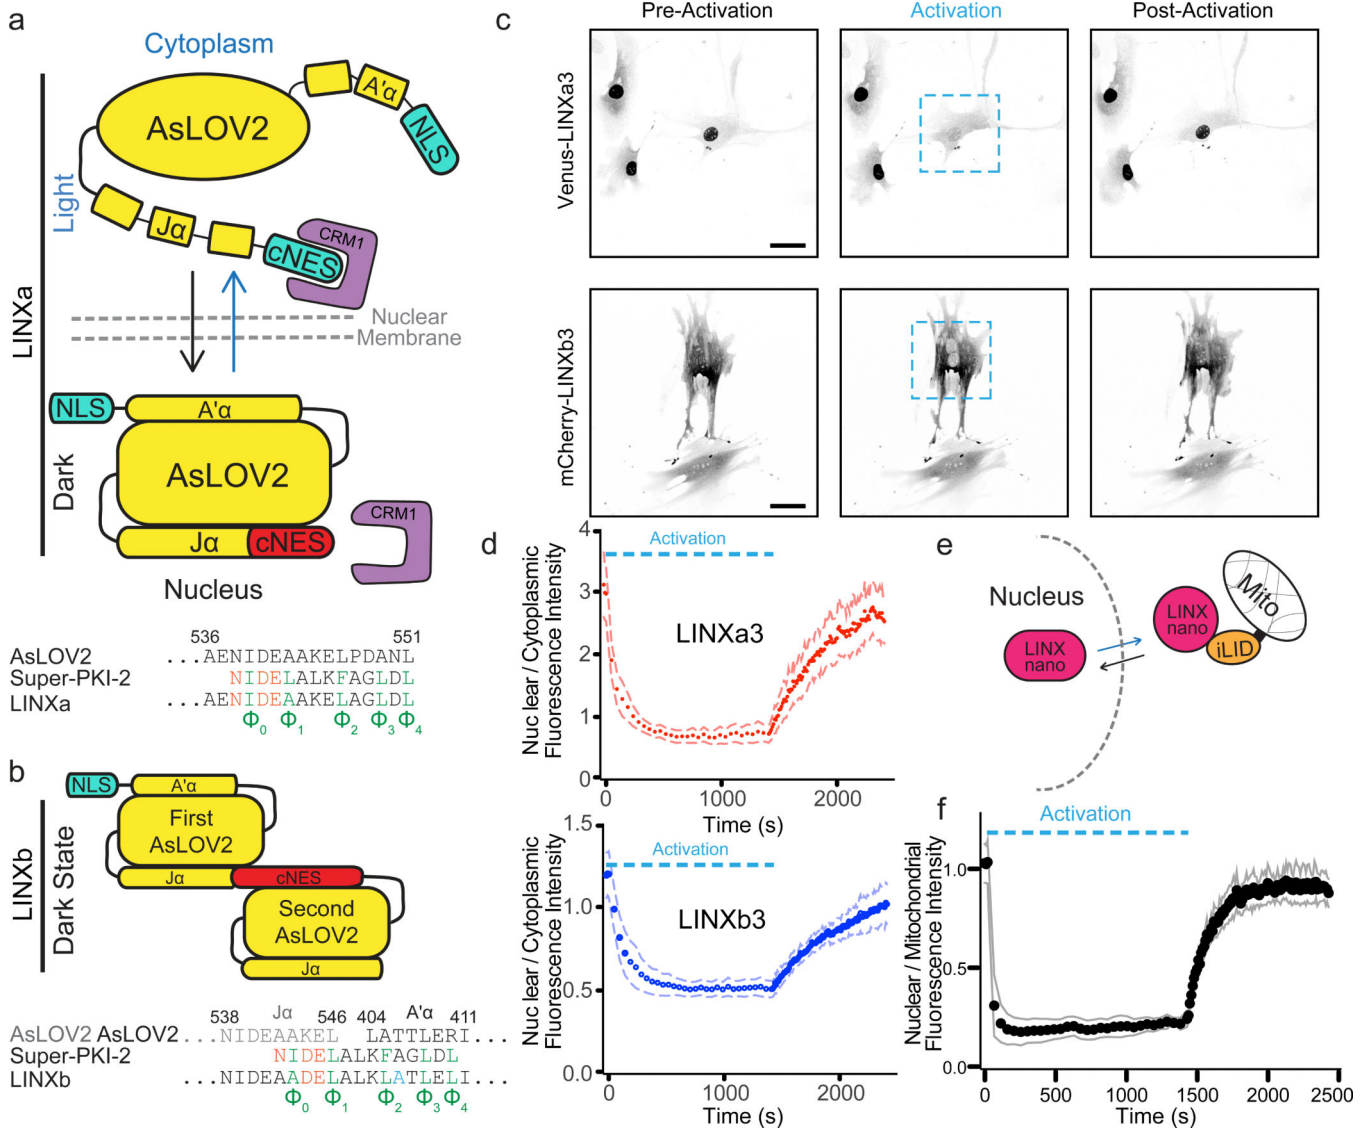 a
Cytoplasm
AsLOV2
A'α
NLS
Light
Jα
cNES
CRM1
LINXa
Nuclear
Membrane
NLS
A'α
AsLOV2
Dark
CRM1
Jα
cNES
Nucleus
536 551
AsLOV2 ...AENIDEAAKELPDANL
Super-PKI-2 NIDELALKFAGLDL
LINXa ...AENIDEAAKELAGLDL
Φ0 Φ1 Φ2 Φ3 Φ4
b
NLS
A'α
First
AsLOV2
LINXb
Dark State
Jα
cNES
Second
AsLOV2
Jα
Jα A'α
538 546 404 411
AsLOV2 AsLOV2 ...NIDEAAKEL LATTLERI...
Super-PKI-2 NIDELALKFAGLDL
LINXb ...NIDEAADELALKLATLELI...
Φ0 Φ1 Φ2 Φ3 Φ4
c
Pre-Activation Activation Post-Activation
Venus-LINXa3
mCherry-LINXb3
d
4
Activation
3
LINXa3
2
1
0
Nuc lear / Cytoplasmic
Fluorescence Intensity
0 1000 2000
Time (s)
1.5
Activation
1.0
LINXb3
0.5
0.0
Nuc lear / Cytoplasmic
Fluorescence Intensity
0 1000 2000
Time (s)
e
Nucleus
LINX
nano
LINX
nano
iLID
Mito
f
Activation
1.0
0.5
0.0
Nuclear / Mitochondrial
Fluorescence Intensity
0 500 1000 1500 2000 2500
Time (s)